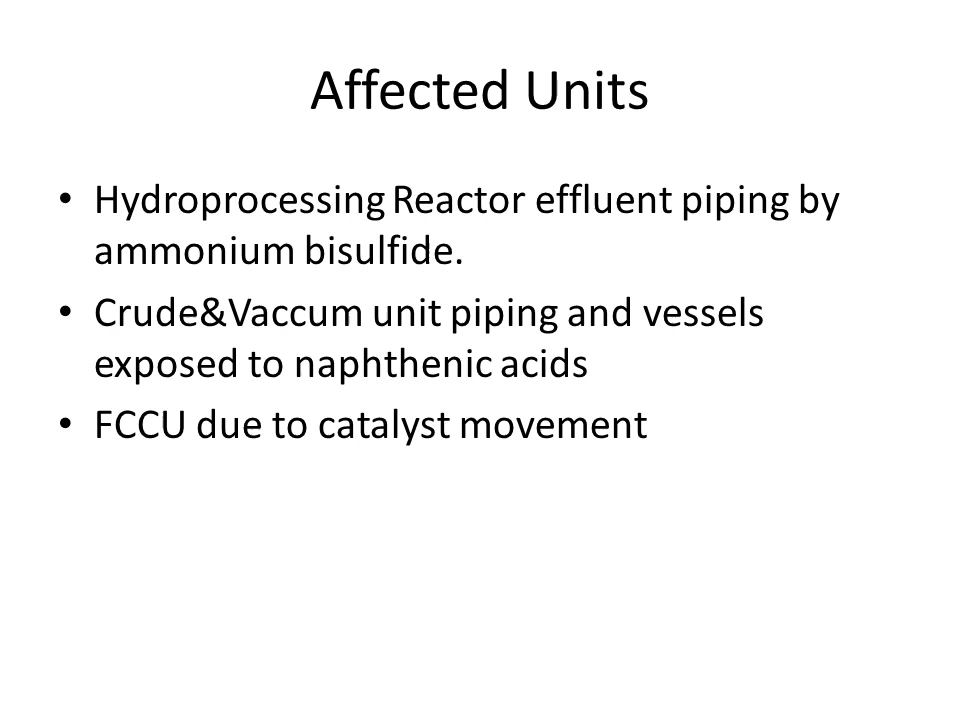 Affected Units
• Hydroprocessing Reactor effluent piping by
ammonium bisulfide.
• Crude&Vaccum unit piping and vessels
exposed to naphthenic acids
• FCCU due to catalyst movement